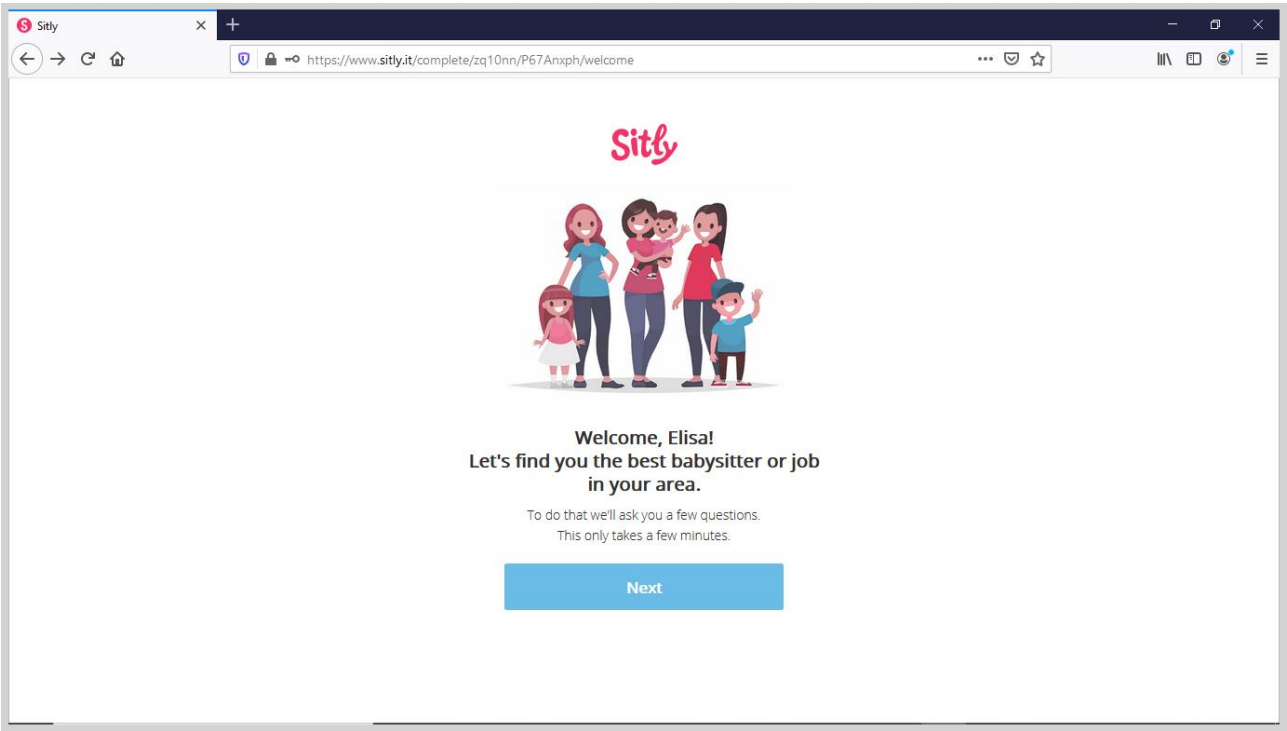 Sitly
https://www.sitly.it/complete/zq10nn/P67Anxph/welcome
Sitly
Welcome, Elisa!
Let's find you the best babysitter or job
in your area.
To do that we'll ask you a few questions.
This only takes a few minutes.
Next